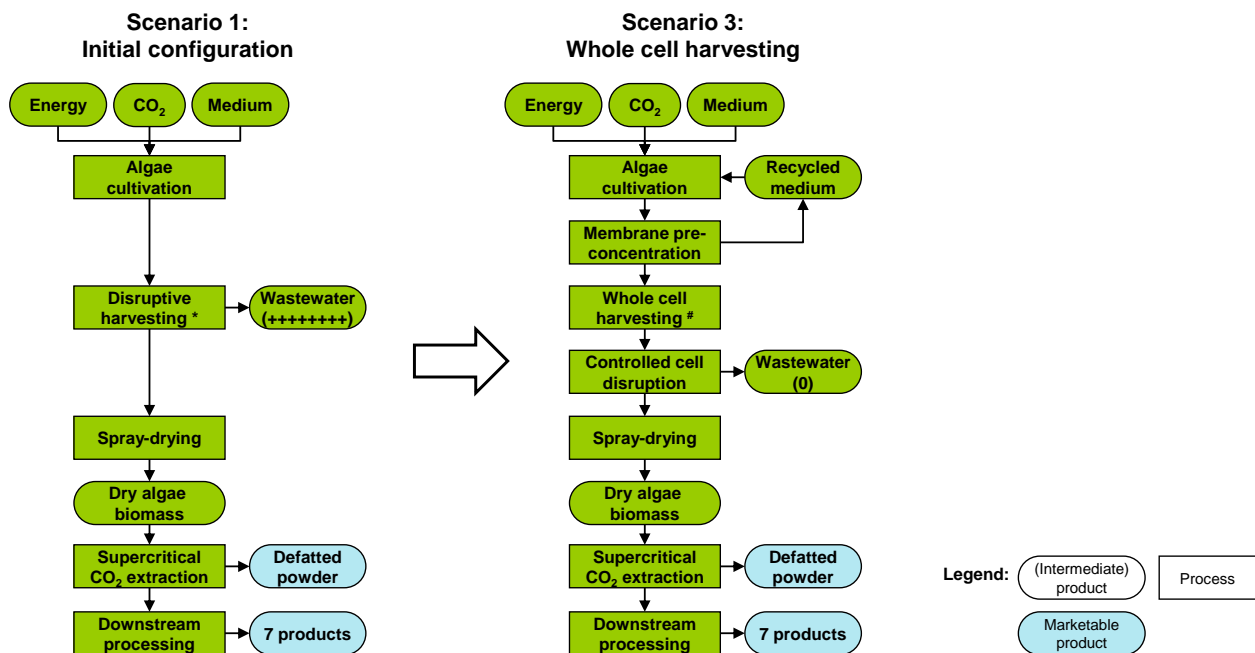 Scenario 1:
Initial configuration
Energy
CO₂
Medium
Algae
cultivation
Disruptive
harvesting *
Wastewater
(++++++++)
Spray-drying
Dry algae
biomass
Supercritical
CO₂ extraction
Defatted
powder
Downstream
processing
7 products
Scenario 3:
Whole cell harvesting
Energy
CO₂
Medium
Algae
cultivation
Recycled
medium
Membrane pre-
concentration
Whole cell
harvesting #
Controlled cell
disruption
Wastewater
(0)
Spray-drying
Dry algae
biomass
Supercritical
CO₂ extraction
Defatted
powder
Downstream
processing
7 products
Legend:
(Intermediate)
product
Process
Marketable
product